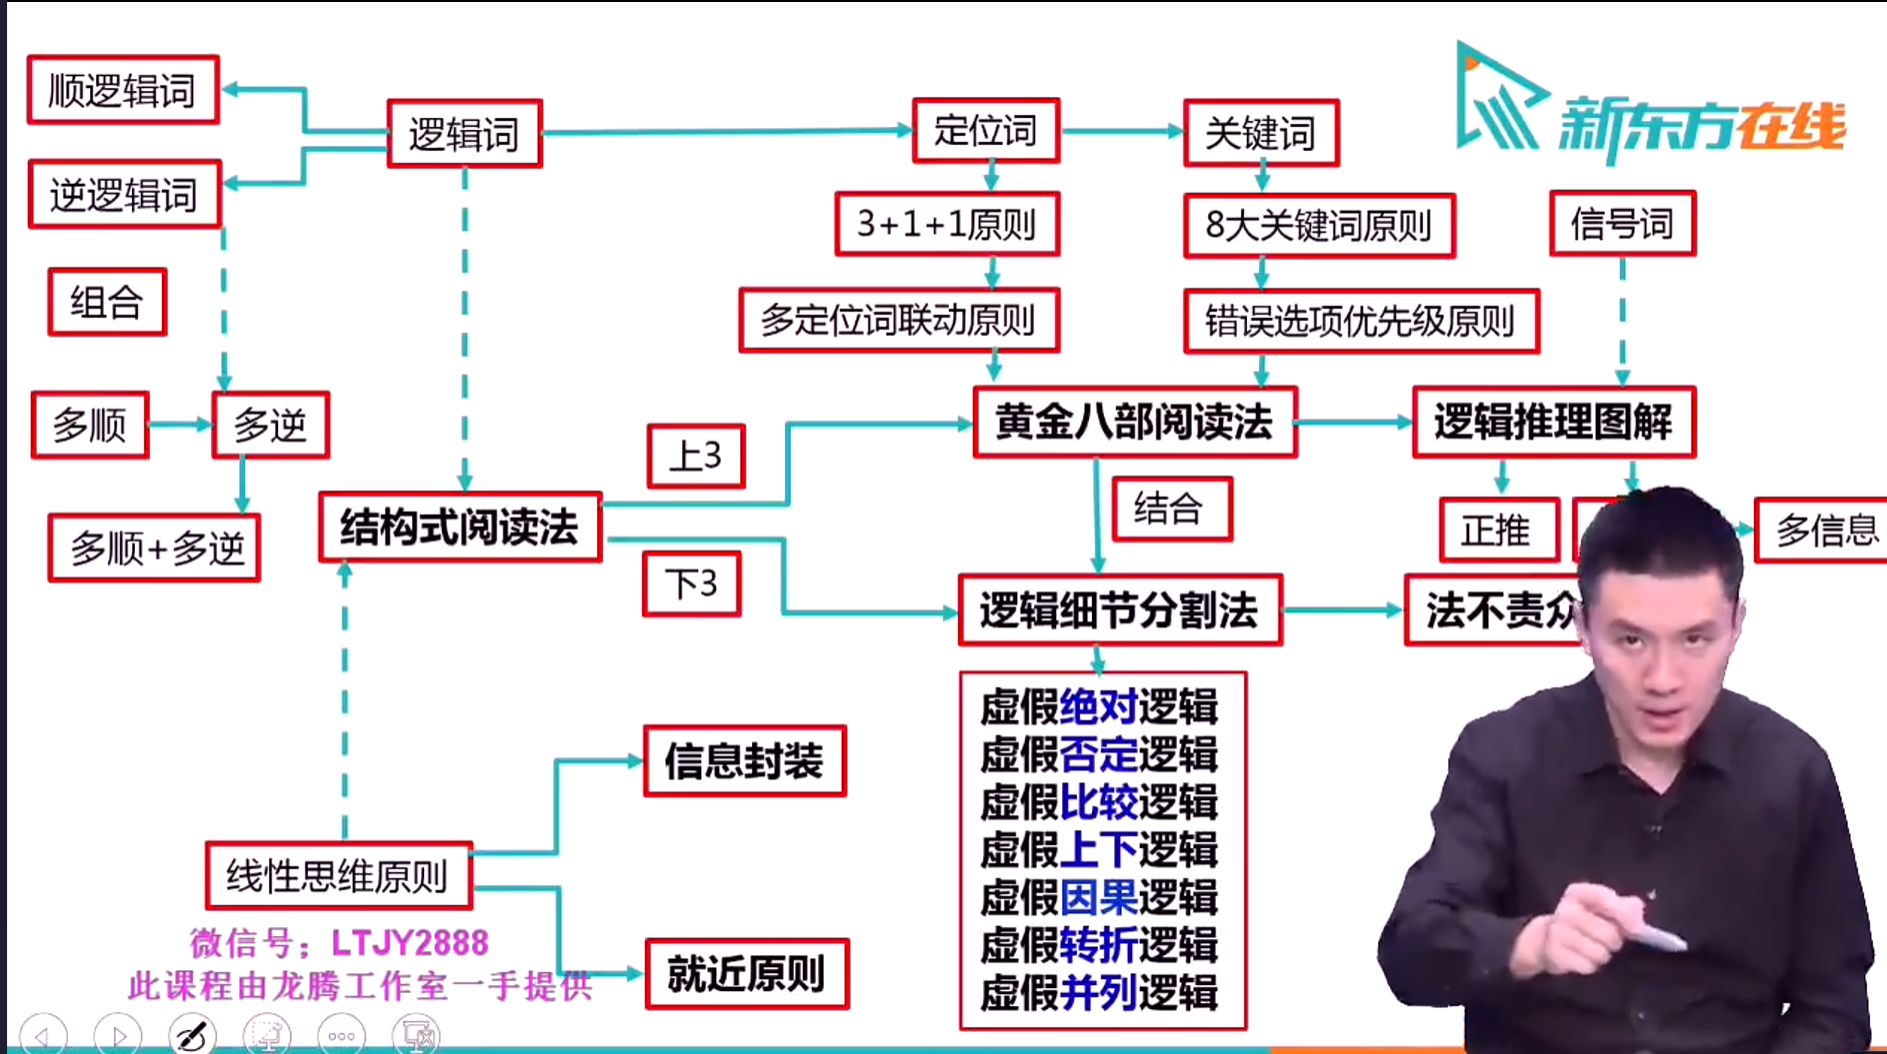 顺逻辑词
逻辑词
定位词
关键词
新东方在线
逆逻辑词
3+1+1原则
8大关键词原则
信号词
组合
多定位词联动原则
错误选项优先级原则
多顺
多逆
上3
黄金八部阅读法
逻辑推理图解
多顺+多逆
结构式阅读法
结合
正推
多信息
下3
逻辑细节分割法
法不责众
虚假绝对逻辑
虚假否定逻辑
虚假比较逻辑
虚假上下逻辑
虚假因果逻辑
虚假转折逻辑
虚假并列逻辑
信息封装
线性思维原则
就近原则
微信号；LTJY2888
此课程由龙腾工作室一手提供